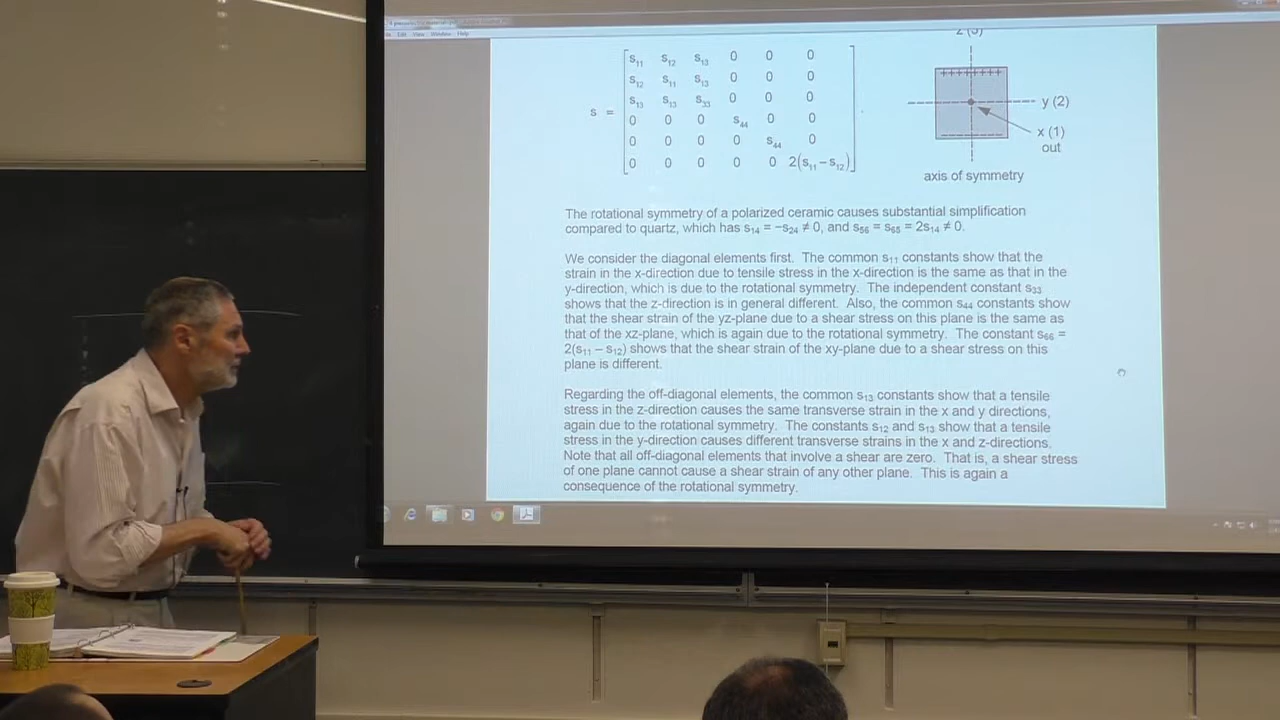 Edit View Window Help
z (3)
s₁₁ s₁₂ s₁₃ 0 0 0
s₁₂ s₁₁ s₁₃ 0 0 0
s₁₃ s₁₃ s₃₃ 0 0 0
s =
0 0 0 s₄₄ 0 0
0 0 0 0 s₄₄ 0
0 0 0 0 0 2(s₁₁ – s₁₂)
+++++++++
y (2)
x (1)
out
axis of symmetry
The rotational symmetry of a polarized ceramic causes substantial simplification
compared to quartz, which has s₁₄ = –s₂₄ ≠ 0, and s₅₆ = s₆₅ = 2s₁₄ ≠ 0.
We consider the diagonal elements first. The common s₁₁ constants show that the
strain in the x-direction due to tensile stress in the x-direction is the same as that in the
y-direction, which is due to the rotational symmetry. The independent constant s₃₃
shows that the z-direction is in general different. Also, the common s₄₄ constants show
that the shear strain of the yz-plane due to a shear stress on this plane is the same as
that of the xz-plane, which is again due to the rotational symmetry. The constant s₆₆ =
2(s₁₁ – s₁₂) shows that the shear strain of the xy-plane due to a shear stress on this
plane is different.
Regarding the off-diagonal elements, the common s₁₃ constants show that a tensile
stress in the z-direction causes the same transverse strain in the x and y directions,
again due to the rotational symmetry. The constants s₁₂ and s₁₃ show that a tensile
stress in the y-direction causes different transverse strains in the x and z-directions.
Note that all off-diagonal elements that involve a shear are zero. That is, a shear stress
of one plane cannot cause a shear strain of any other plane. This is again a
consequence of the rotational symmetry.